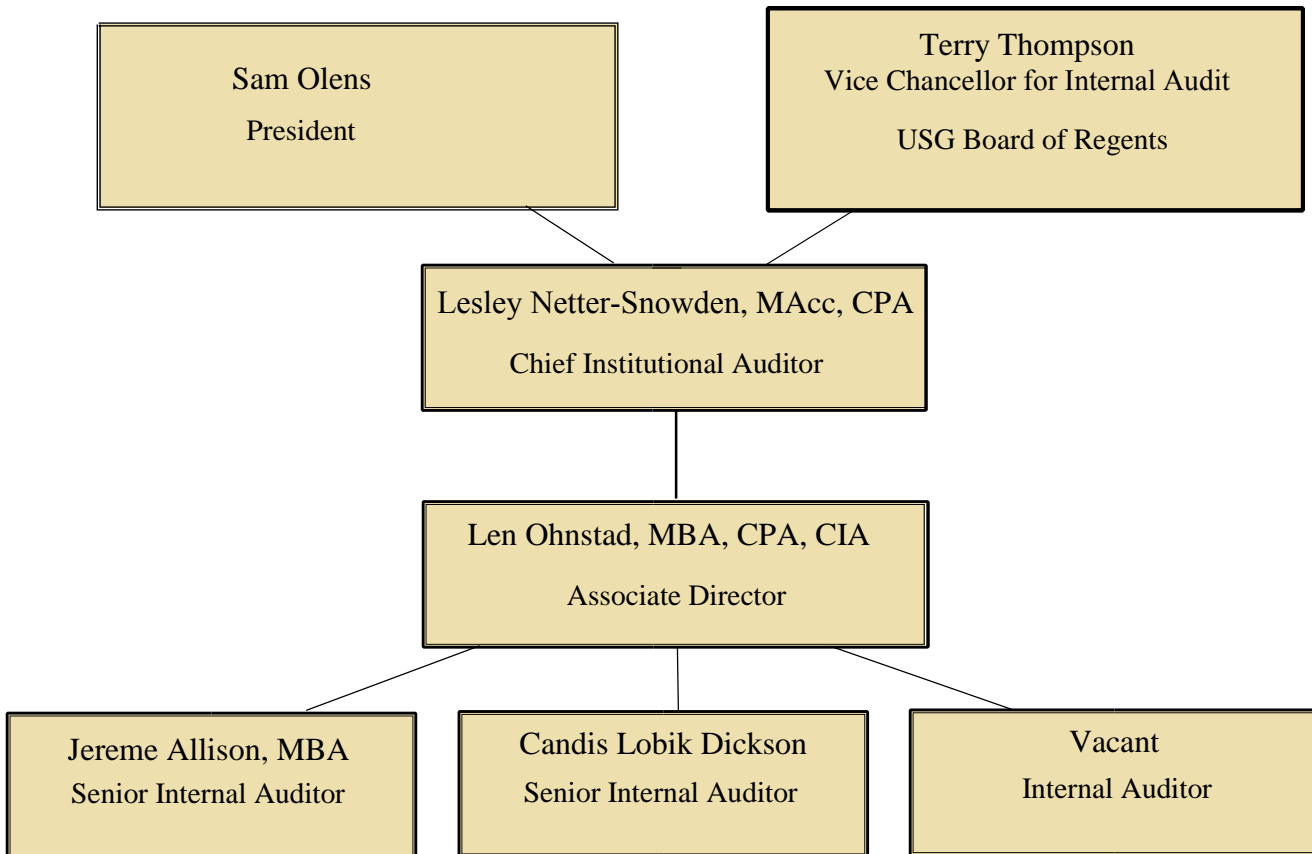 Sam Olens
President
Terry Thompson
Vice Chancellor for Internal Audit
USG Board of Regents
Lesley Netter-Snowden, MAcc, CPA
Chief Institutional Auditor
Len Ohnstad, MBA, CPA, CIA
Associate Director
Jereme Allison, MBA
Senior Internal Auditor
Candis Lobik Dickson
Senior Internal Auditor
Vacant
Internal Auditor